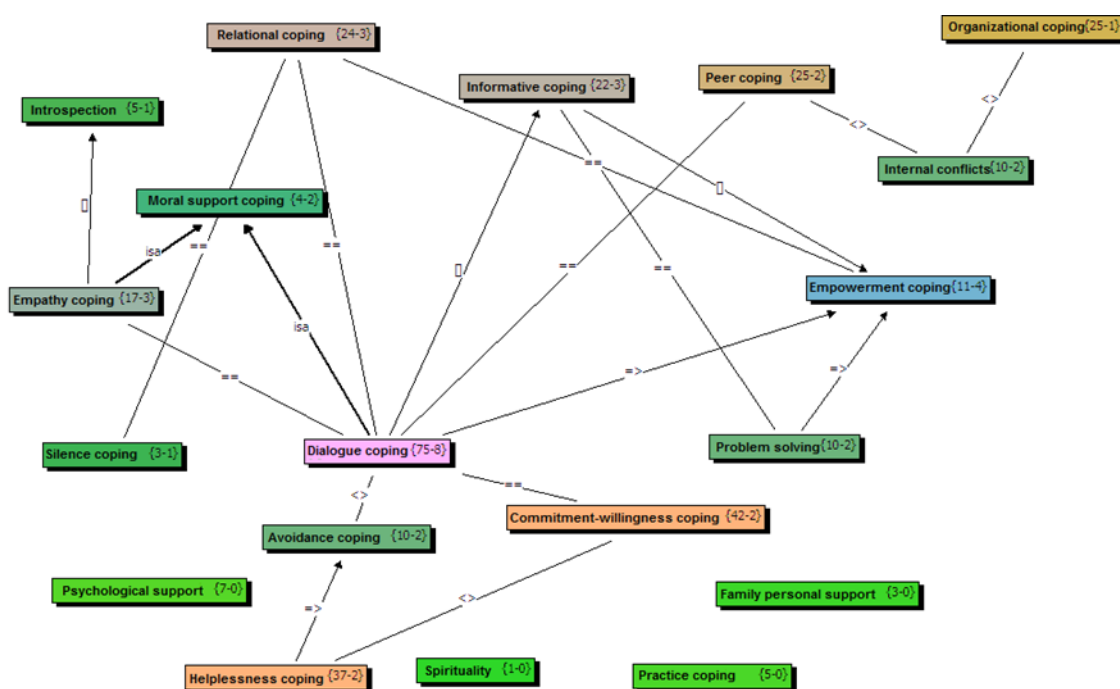 Organizational coping {25-1}
Relational coping {24-3}
Informative coping {22-3}
Peer coping {25-2}
Introspection {5-1}
<>
<>
==
Internal conflicts {10-2}
[]
Moral support coping {4-2}
[]
isa
==
==
==
==
[]
Empathy coping {17-3}
Empowerment coping {11-4}
isa
==
=>
=>
Silence coping {3-1}
Dialogue coping {75-8}
Problem solving {10-2}
==
<>
Commitment-willingness coping {42-2}
Avoidance coping {10-2}
Psychological support {7-0}
Family personal support {3-0}
<>
=>
Helplessness coping {37-2}
Spirituality {1-0}
Practice coping {5-0}